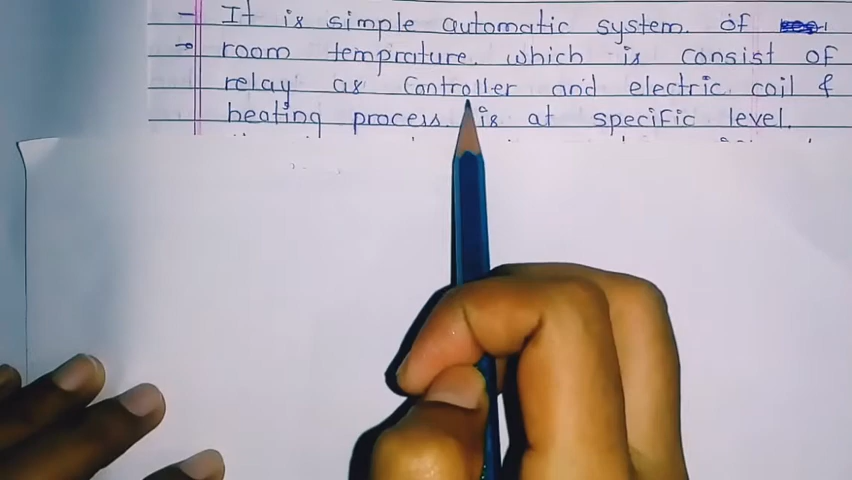 - It is simple automatic system. of
→ room temprature. which is consist of
relay as Controller and electric coil &
heating process. is at specific level.